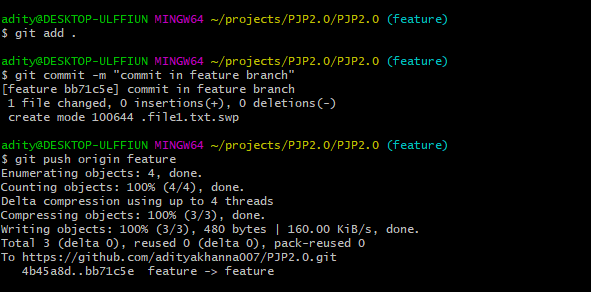 adity@DESKTOP-ULFFIUN MINGW64 ~/projects/PJP2.0/PJP2.0 (feature)
$ git add .
adity@DESKTOP-ULFFIUN MINGW64 ~/projects/PJP2.0/PJP2.0 (feature)
$ git commit -m "commit in feature branch"
[feature bb71c5e] commit in feature branch
 1 file changed, 0 insertions(+), 0 deletions(-)
 create mode 100644 .file1.txt.swp
adity@DESKTOP-ULFFIUN MINGW64 ~/projects/PJP2.0/PJP2.0 (feature)
$ git push origin feature
Enumerating objects: 4, done.
Counting objects: 100% (4/4), done.
Delta compression using up to 4 threads
Compressing objects: 100% (3/3), done.
Writing objects: 100% (3/3), 480 bytes | 160.00 KiB/s, done.
Total 3 (delta 0), reused 0 (delta 0), pack-reused 0
To https://github.com/adityakhanna007/PJP2.0.git
   4b45a8d..bb71c5e  feature -> feature